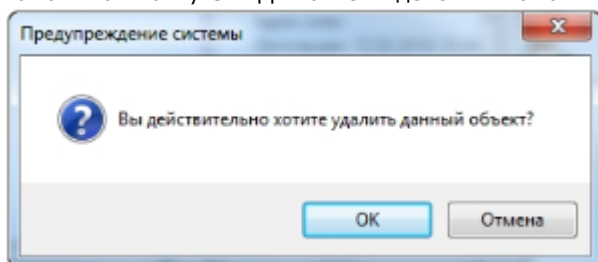 Предупреждение системы
Вы действительно хотите удалить данный объект?
OK
Отмена